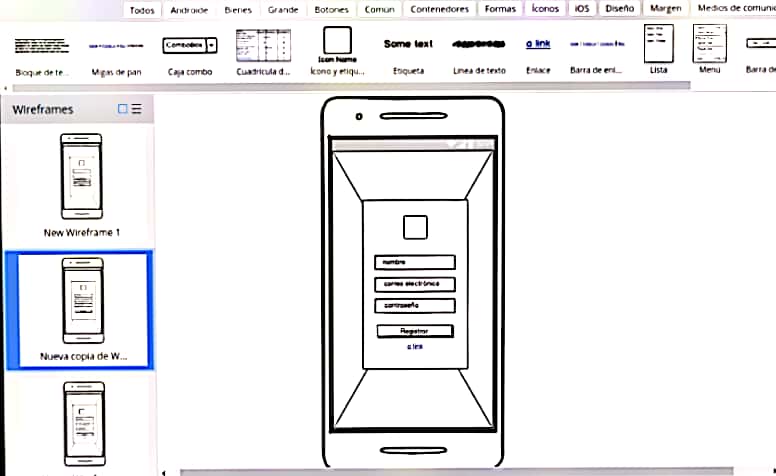 Todos Androide Bienes Grande Botones Común Contenedores Formas Íconos iOS Diseño Margen Medios de comunic
ComboBox Icon Name Some text a link
Bloque de te... Migas de pan Caja combo Cuadrícula d... Ícono y etiqu... Etiqueta Línea de texto Enlace Barra de enl... Lista Menú Barra de
Wireframes
New Wireframe 1
Nueva copia de W...
nombre
correo electrónico
contraseña
Registrar
a link